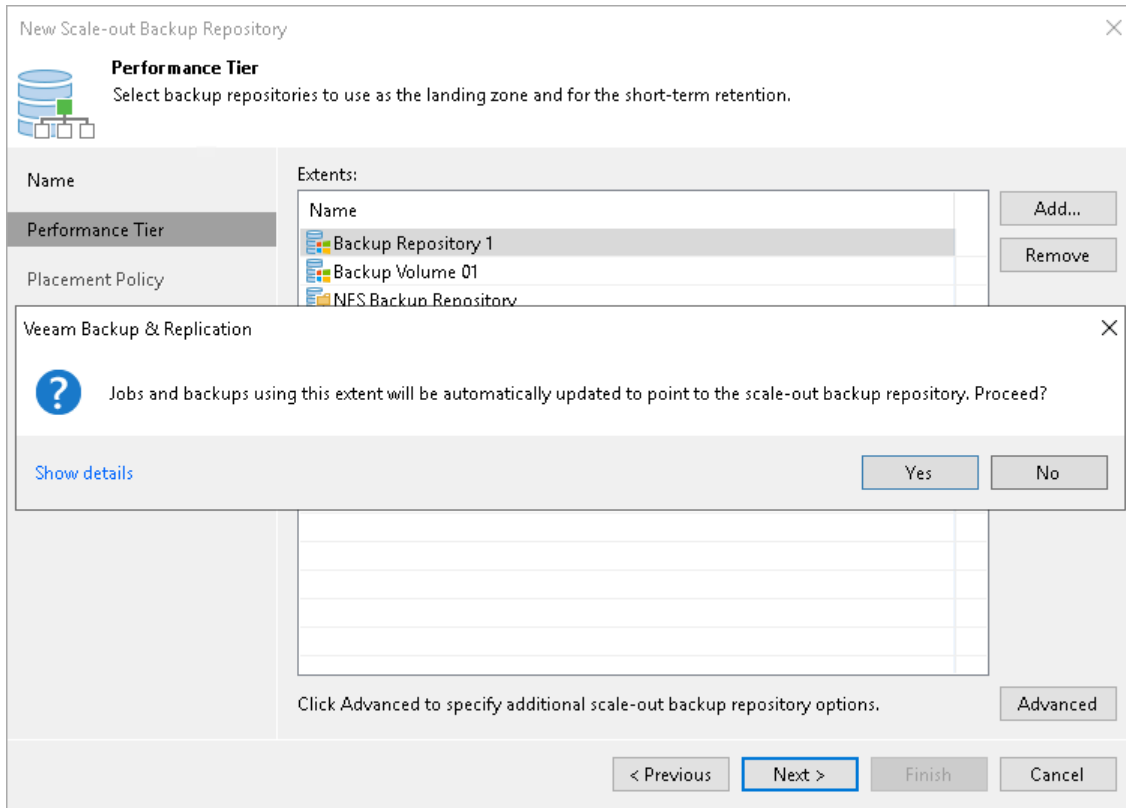 New Scale-out Backup Repository
Performance Tier
Select backup repositories to use as the landing zone and for the short-term retention.
Name
Performance Tier
Placement Policy
Extents:
Name
Backup Repository 1
Backup Volume 01
NFS Backup Repository
Add...
Remove
Veeam Backup & Replication
Jobs and backups using this extent will be automatically updated to point to the scale-out backup repository. Proceed?
Show details
Yes
No
Click Advanced to specify additional scale-out backup repository options.
Advanced
< Previous
Next >
Finish
Cancel